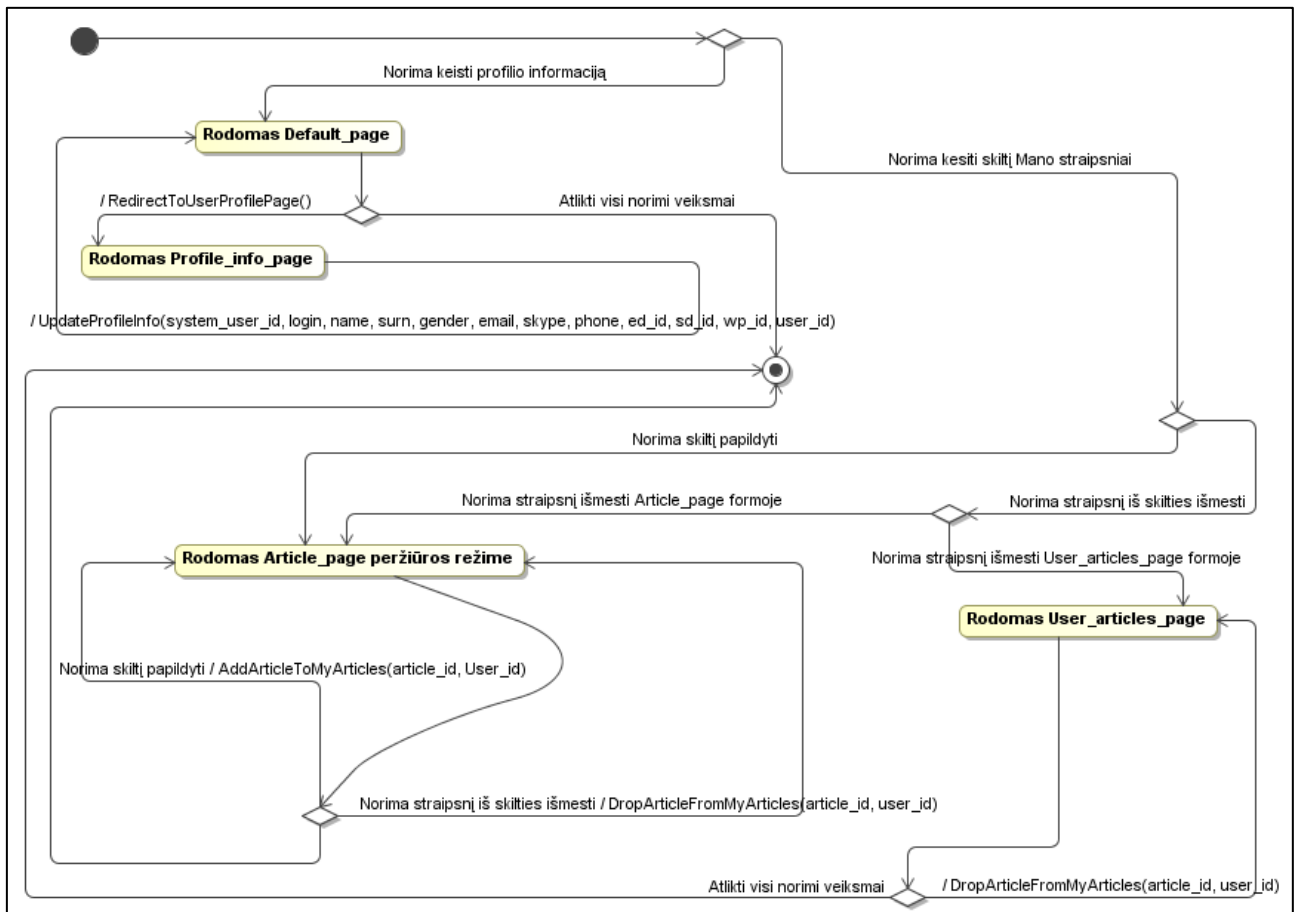 Norima keisti profilio informaciją
Rodomas Default_page
Norima kesiti skiltį Mano straipsniai
/ RedirectToUserProfilePage()
Atlikti visi norimi veiksmai
Rodomas Profile_info_page
/ UpdateProfileInfo(system_user_id, login, name, surn, gender, email, skype, phone, ed_id, sd_id, wp_id, user_id)
Norima skiltį papildyti
Norima straipsnį išmesti Article_page formoje
Norima straipsnį iš skilties išmesti
Rodomas Article_page peržiūros režime
Norima straipsnį išmesti User_articles_page formoje
Rodomas User_articles_page
Norima skiltį papildyti / AddArticleToMyArticles(article_id, User_id)
Norima straipsnį iš skilties išmesti / DropArticleFromMyArticles(article_id, user_id)
Atlikti visi norimi veiksmai
/ DropArticleFromMyArticles(article_id, user_id)